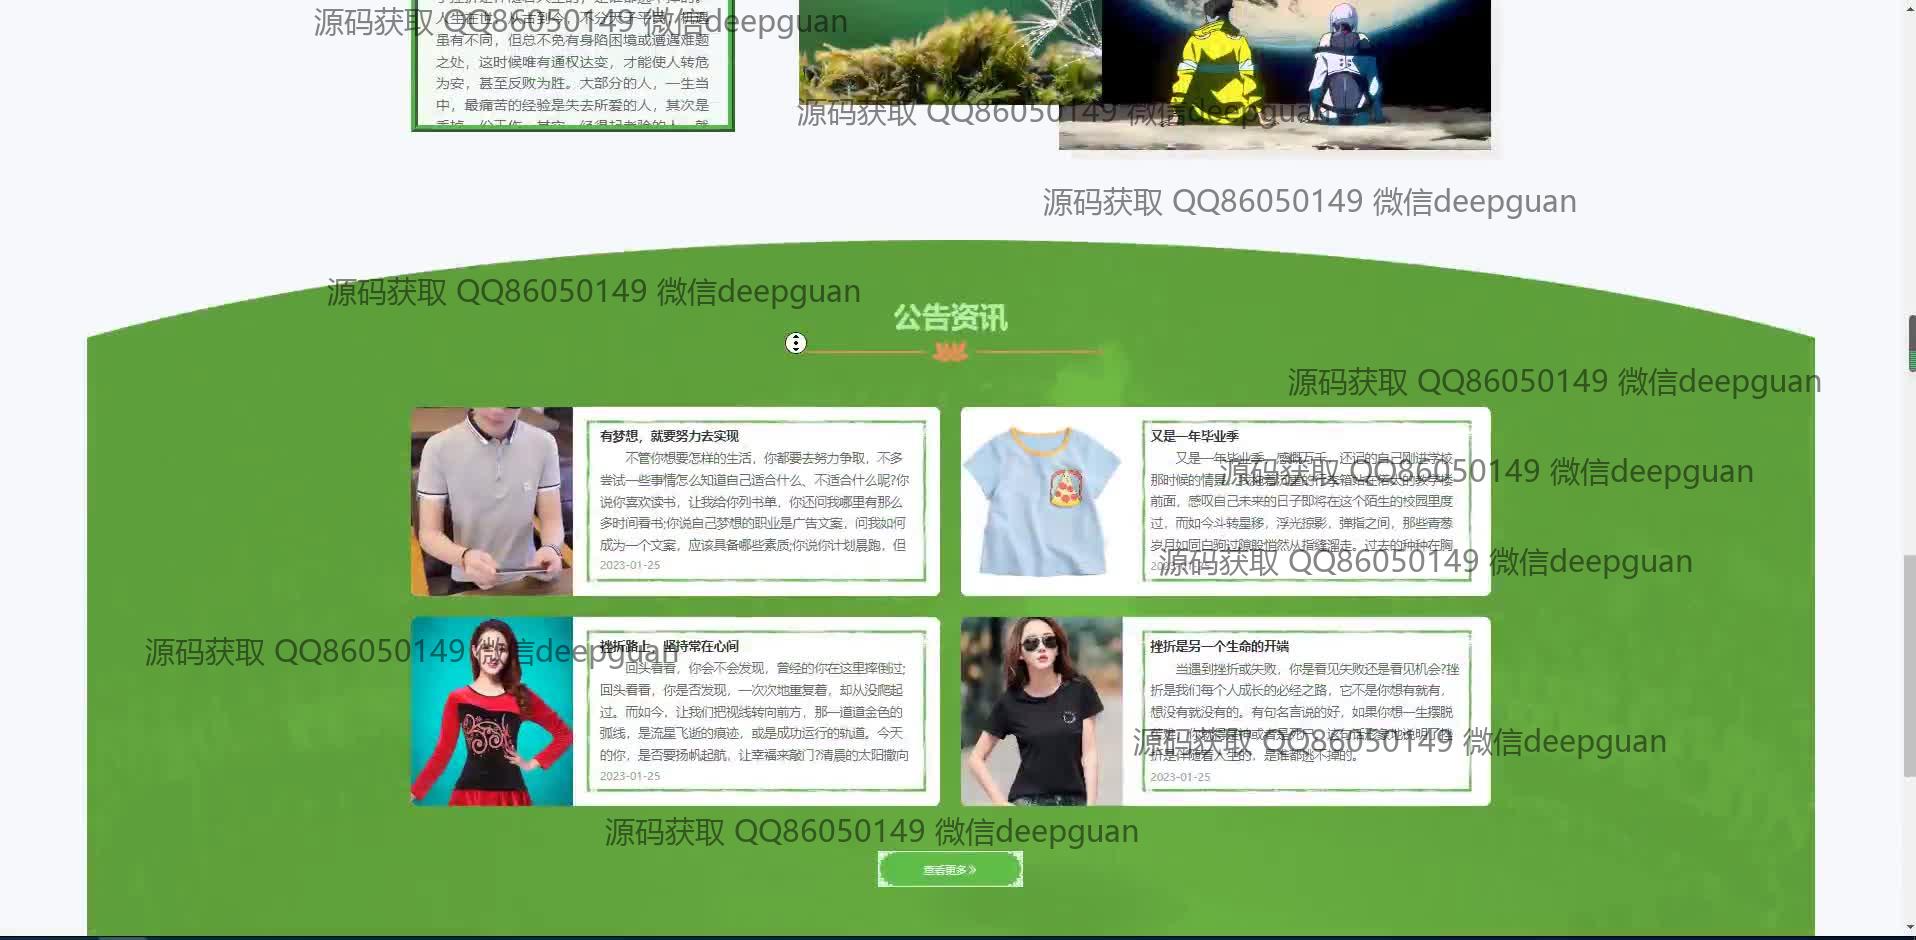 人生在世，从古到今，不分天子平民，机遇
虽有不同，但总不免有身陷困境或遭遇难题
之处，这时候唯有通权达变，才能使人转危
为安，甚至反败为胜。大部分的人，一生当
中，最痛苦的经验是失去所爱的人，其次是
源码获取 QQ86050149 微信deepguan
源码获取 QQ86050149 微信deepguan
源码获取 QQ86050149 微信deepguan
源码获取 QQ86050149 微信deepguan
公告资讯
源码获取 QQ86050149 微信deepguan
有梦想，就要努力去实现
不管你想要怎样的生活，你都要去努力争取，不多
尝试一些事情怎么知道自己适合什么、不适合什么呢?你
说你喜欢读书，让我给你列书单，你还问我哪里有那么
多时间看书;你说自己梦想的职业是广告文案，问我如何
成为一个文案，应该具备哪些素质;你说你计划晨跑，但
2023-01-25
又是一年毕业季
又是一年毕业季，感慨万千，还记的自己刚进学校
那时候的情景
前面，感叹自己未来的日子即将在这个陌生的校园里度
过，而如今斗转星移，浮光掠影，弹指之间，那些青葱
岁月如同白驹过隙般悄然从指缝溜走。过去的种种在胸
源码获取 QQ86050149 微信deepguan
源码获取 QQ86050149 微信deepguan
挫折路上，坚持常在心间
回头看看，你会不会发现，曾经的你在这里摔倒过;
回头看看，你是否发现，一次次地重复着，却从没爬起
过。而如今，让我们把视线转向前方，那一道道金色的
弧线，是流星飞逝的痕迹，或是成功运行的轨道。今天
的你，是否要扬帆起航，让幸福来敲门?清晨的太阳撒向
2023-01-25
源码获取 QQ86050149 微信deepguan
挫折是另一个生命的开端
当遇到挫折或失败，你是看见失败还是看见机会?挫
折是我们每个人成长的必经之路，它不是你想有就有，
想没有就没有的。有句名言说的好，如果你想一生摆脱
折是伴随着人生的，是谁都逃不掉的。
2023-01-25
源码获取 QQ86050149 微信deepguan
源码获取 QQ86050149 微信deepguan
查看更多》